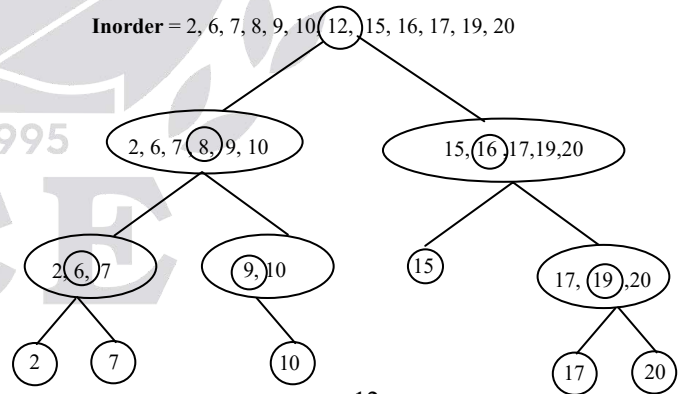 Inorder = 2, 6, 7, 8, 9, 10, 12, 15, 16, 17, 19, 20
995
2, 6, 7, 8, 9, 10
15, 16, 17,19,20
CE
2, 6, 7
9, 10
15
17, 19 ,20
2
7
10
17
20